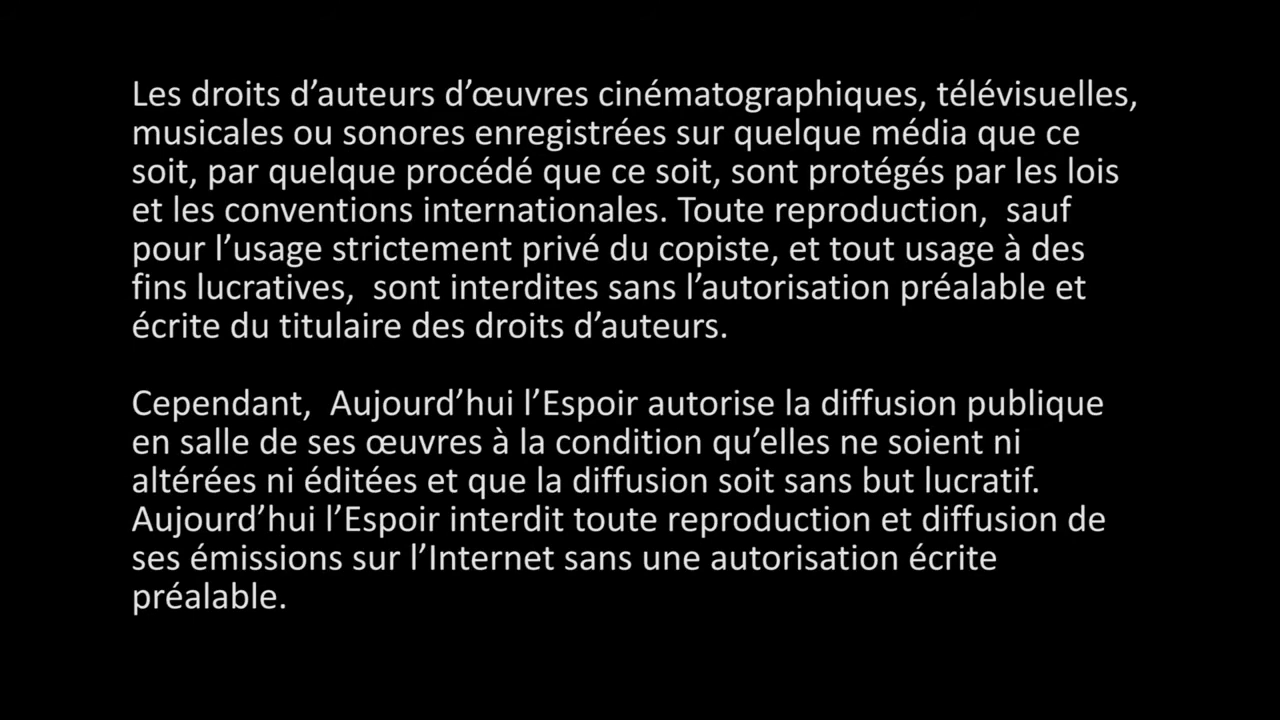 Les droits d’auteurs d’œuvres cinématographiques, télévisuelles,
musicales ou sonores enregistrées sur quelque média que ce
soit, par quelque procédé que ce soit, sont protégés par les lois
et les conventions internationales. Toute reproduction,  sauf
pour l’usage strictement privé du copiste, et tout usage à des
fins lucratives,  sont interdites sans l’autorisation préalable et
écrite du titulaire des droits d’auteurs.
Cependant,  Aujourd’hui l’Espoir autorise la diffusion publique
en salle de ses œuvres à la condition qu’elles ne soient ni
altérées ni éditées et que la diffusion soit sans but lucratif.
Aujourd’hui l’Espoir interdit toute reproduction et diffusion de
ses émissions sur l’Internet sans une autorisation écrite
préalable.